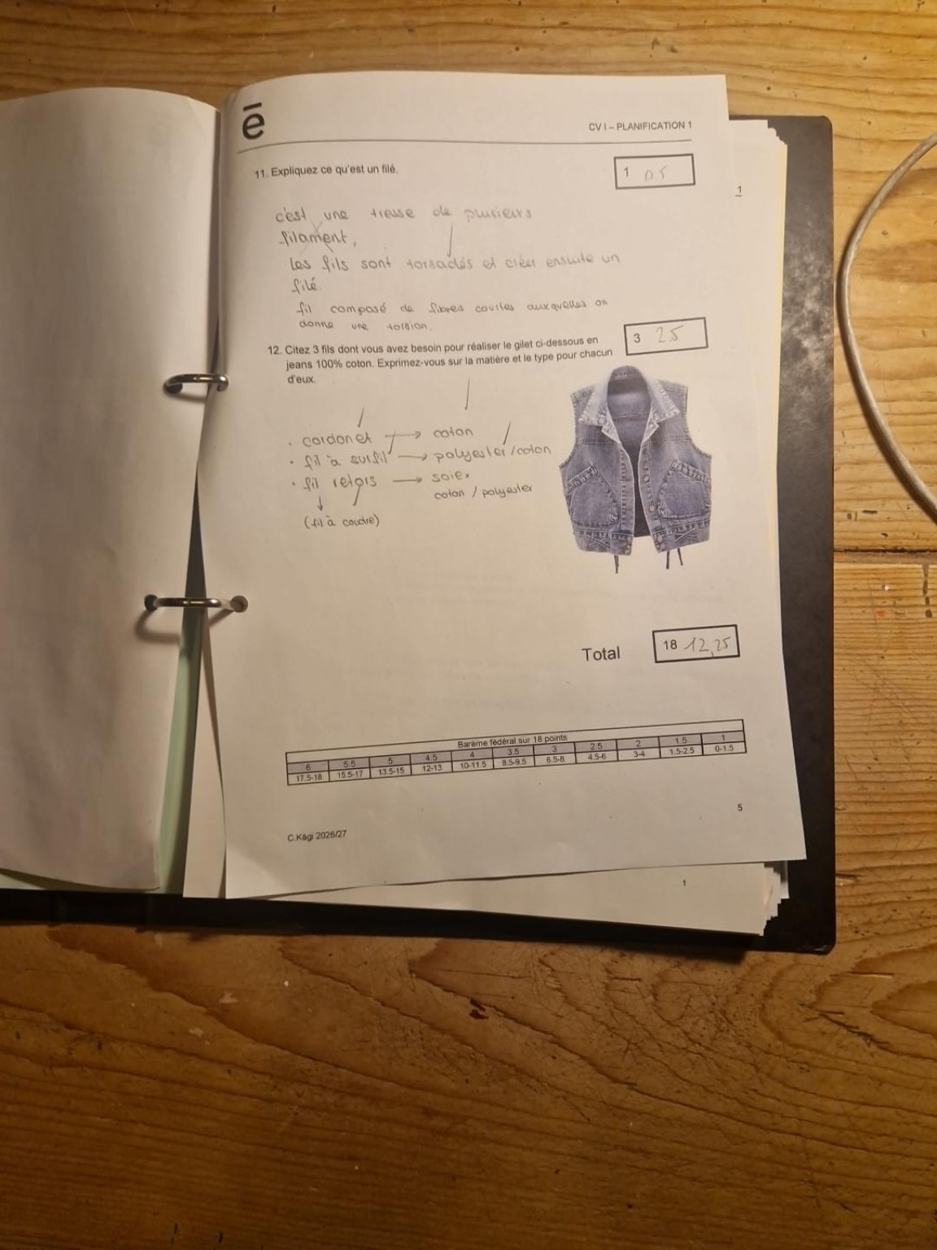 ē
CV I – PLANIFICATION 1
11. Expliquez ce qu'est un filé.
1 0.5
1
c'est une tresse de plusieurs
filament.
les fils sont torsadés et créer ensuite un
filé.
fil composé de fibres courtes auxquelles on
donne une torsion.
12. Citez 3 fils dont vous avez besoin pour réaliser le gilet ci-dessous en
jeans 100% coton. Exprimez-vous sur la matière et le type pour chacun
d'eux.
3 2.5
• cordonet → coton
• fil à surfil → polyester/coton
• fil retors → soie
coton / polyester
(fil à coudre)
Total
18 12,25
Barème fédéral sur 18 points
6 5.5 5 4.5 4 3.5 3 2.5 2 1.5 1
17.5-18 15.5-17 13.5-15 12-13 10-11.5 8.5-9.5 6.5-8 4.5-6 3-4 1.5-2.5 0-1.5
5
C.Kägi 2026/27
1